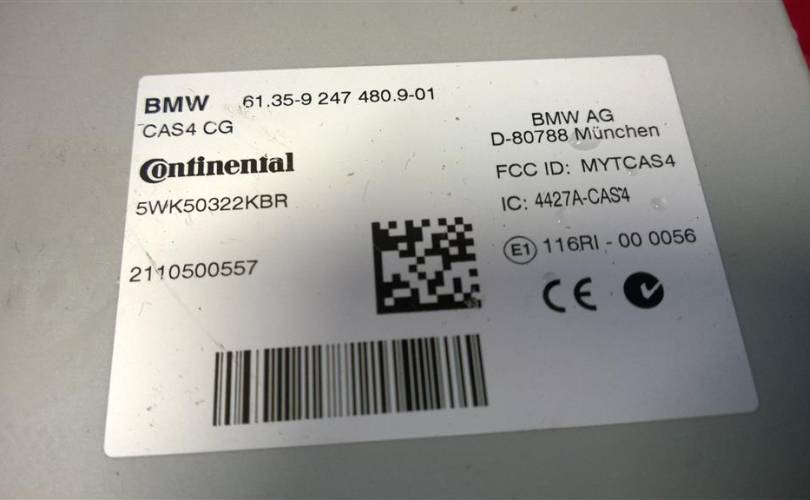 BMW 61.35-9 247 480.9-01
CAS4 CG
Continental
5WK50322KBR
2110500557
BMW AG
D-80788 München
FCC ID: MYTCAS4
IC: 4427A-CAS4
E1 116RI - 00 0056
CE